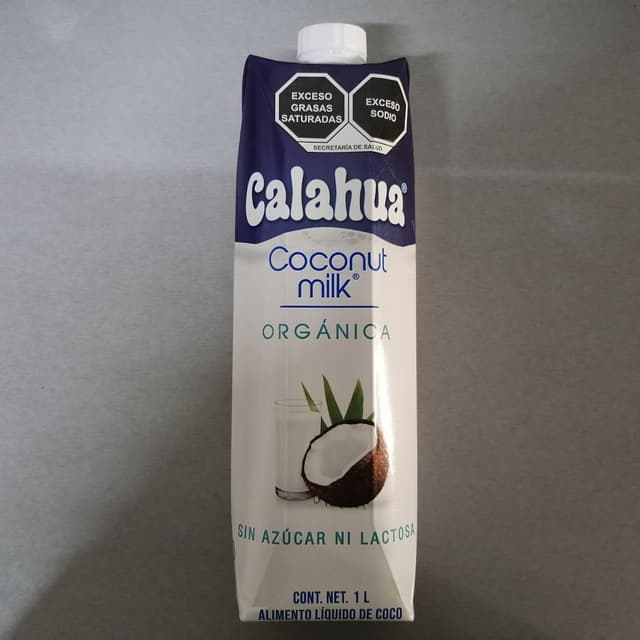 EXCESO
GRASAS
SATURADAS
EXCESO
SODIO
SECRETARÍA DE SALUD
Calahua®
Coconut
milk®
ORGÁNICA
SIN AZÚCAR NI LACTOSA
CONT. NET. 1 L
ALIMENTO LÍQUIDO DE COCO